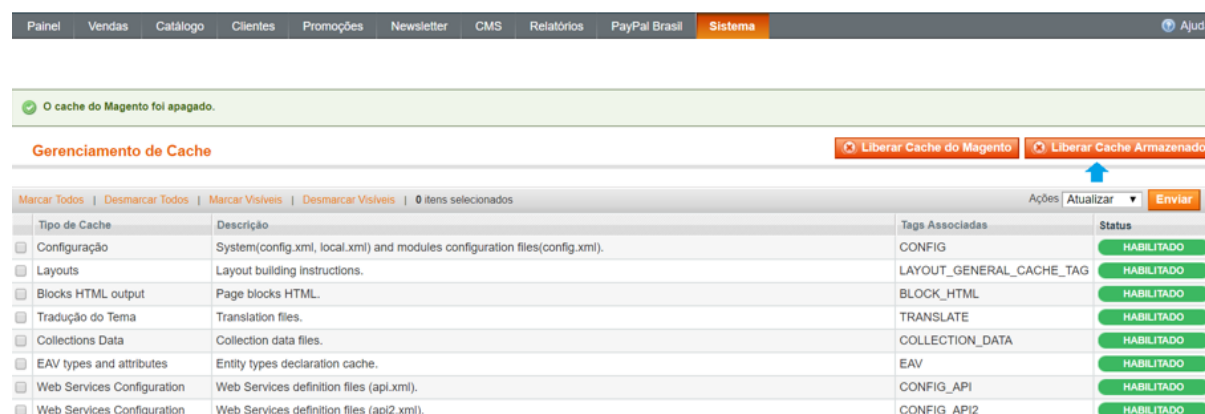 Painel Vendas Catálogo Clientes Promoções Newsletter CMS Relatórios PayPal Brasil Sistema Ajud
O cache do Magento foi apagado.
Gerenciamento de Cache Liberar Cache do Magento Liberar Cache Armazenado
Marcar Todos | Desmarcar Todos | Marcar Visíveis | Desmarcar Visíveis | 0 itens selecionados Ações Atualizar Enviar
Tipo de Cache Descrição Tags Associadas Status
Configuração System(config.xml, local.xml) and modules configuration files(config.xml). CONFIG HABILITADO
Layouts Layout building instructions. LAYOUT_GENERAL_CACHE_TAG HABILITADO
Blocks HTML output Page blocks HTML. BLOCK_HTML HABILITADO
Tradução do Tema Translation files. TRANSLATE HABILITADO
Collections Data Collection data files. COLLECTION_DATA HABILITADO
EAV types and attributes Entity types declaration cache. EAV HABILITADO
Web Services Configuration Web Services definition files (api.xml). CONFIG_API HABILITADO
Web Services Configuration Web Services definition files (api2.xml). CONFIG_API2 HABILITADO